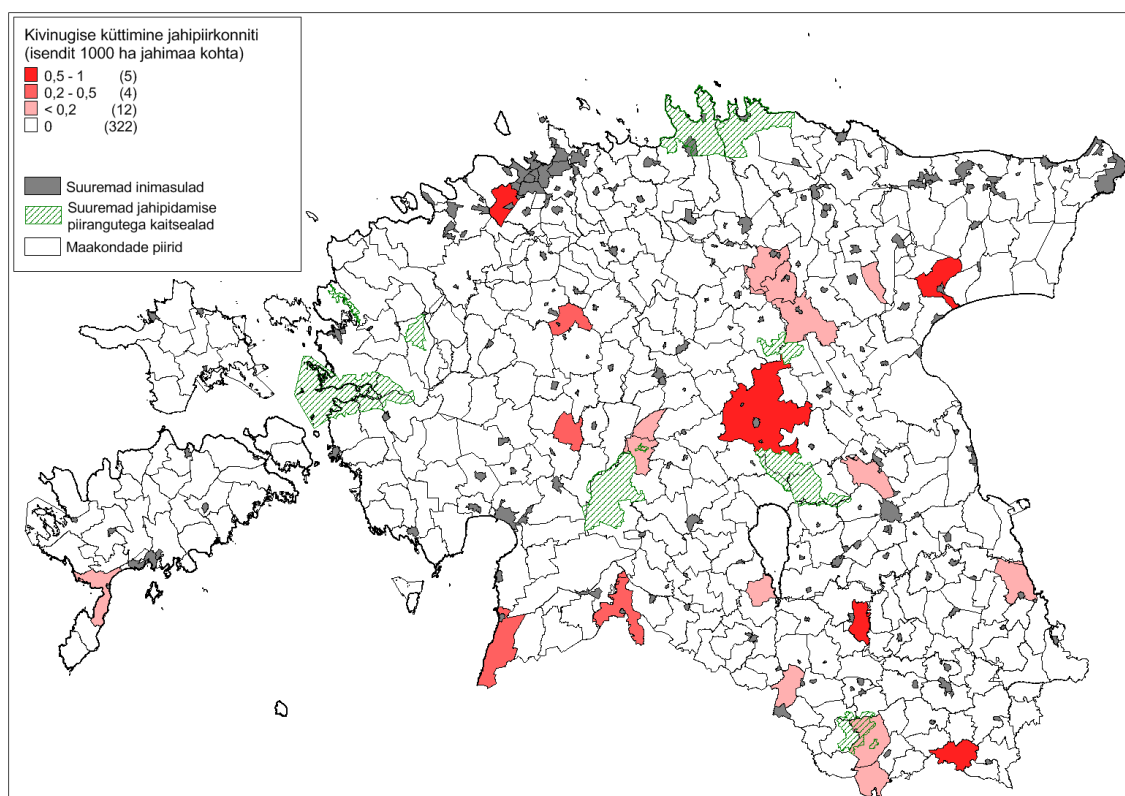 Kivinugise küttimine jahipiirkonniti
(isendit 1000 ha jahimaa kohta)
0,5 - 1 (5)
0,2 - 0,5 (4)
< 0,2 (12)
0 (322)
Suuremad inimasulad
Suuremad jahipidamise
piirangutega kaitsealad
Maakondade piirid